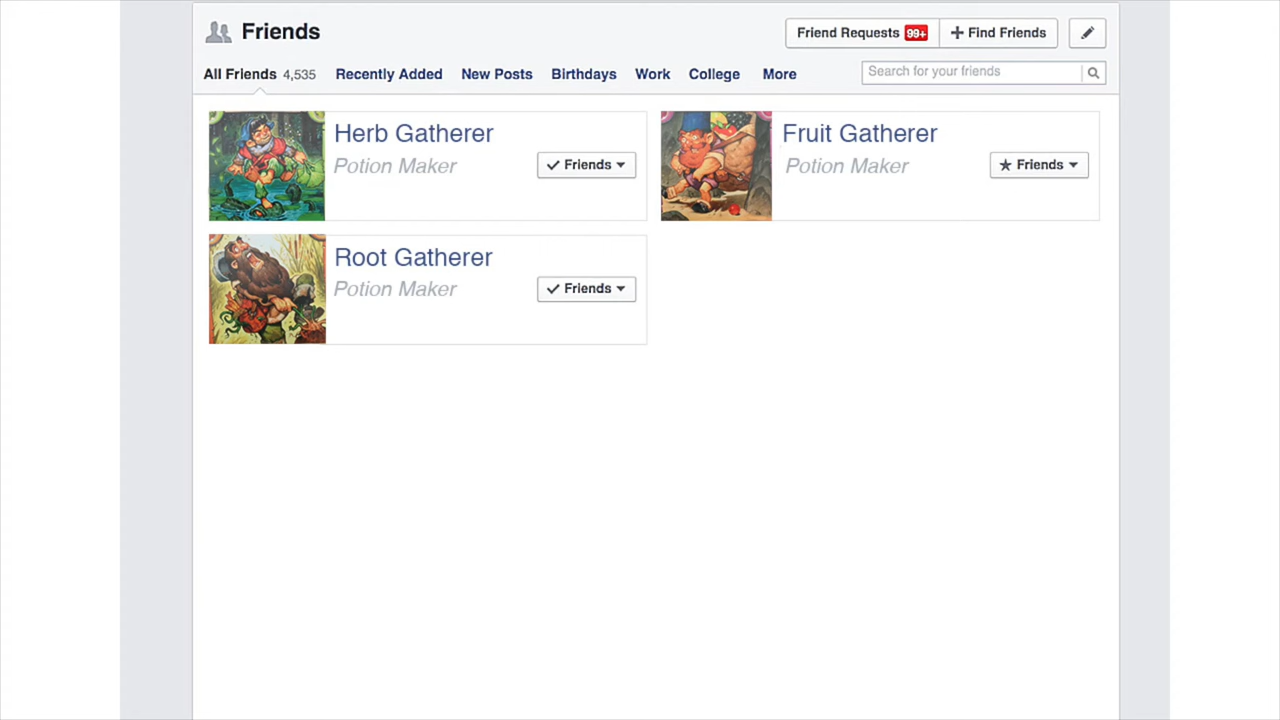 Friends
Friend Requests 99+ Find Friends
All Friends 4,535 Recently Added New Posts Birthdays Work College More Search for your friends
Herb Gatherer
Potion Maker
Friends
Fruit Gatherer
Potion Maker
Friends
Root Gatherer
Potion Maker
Friends